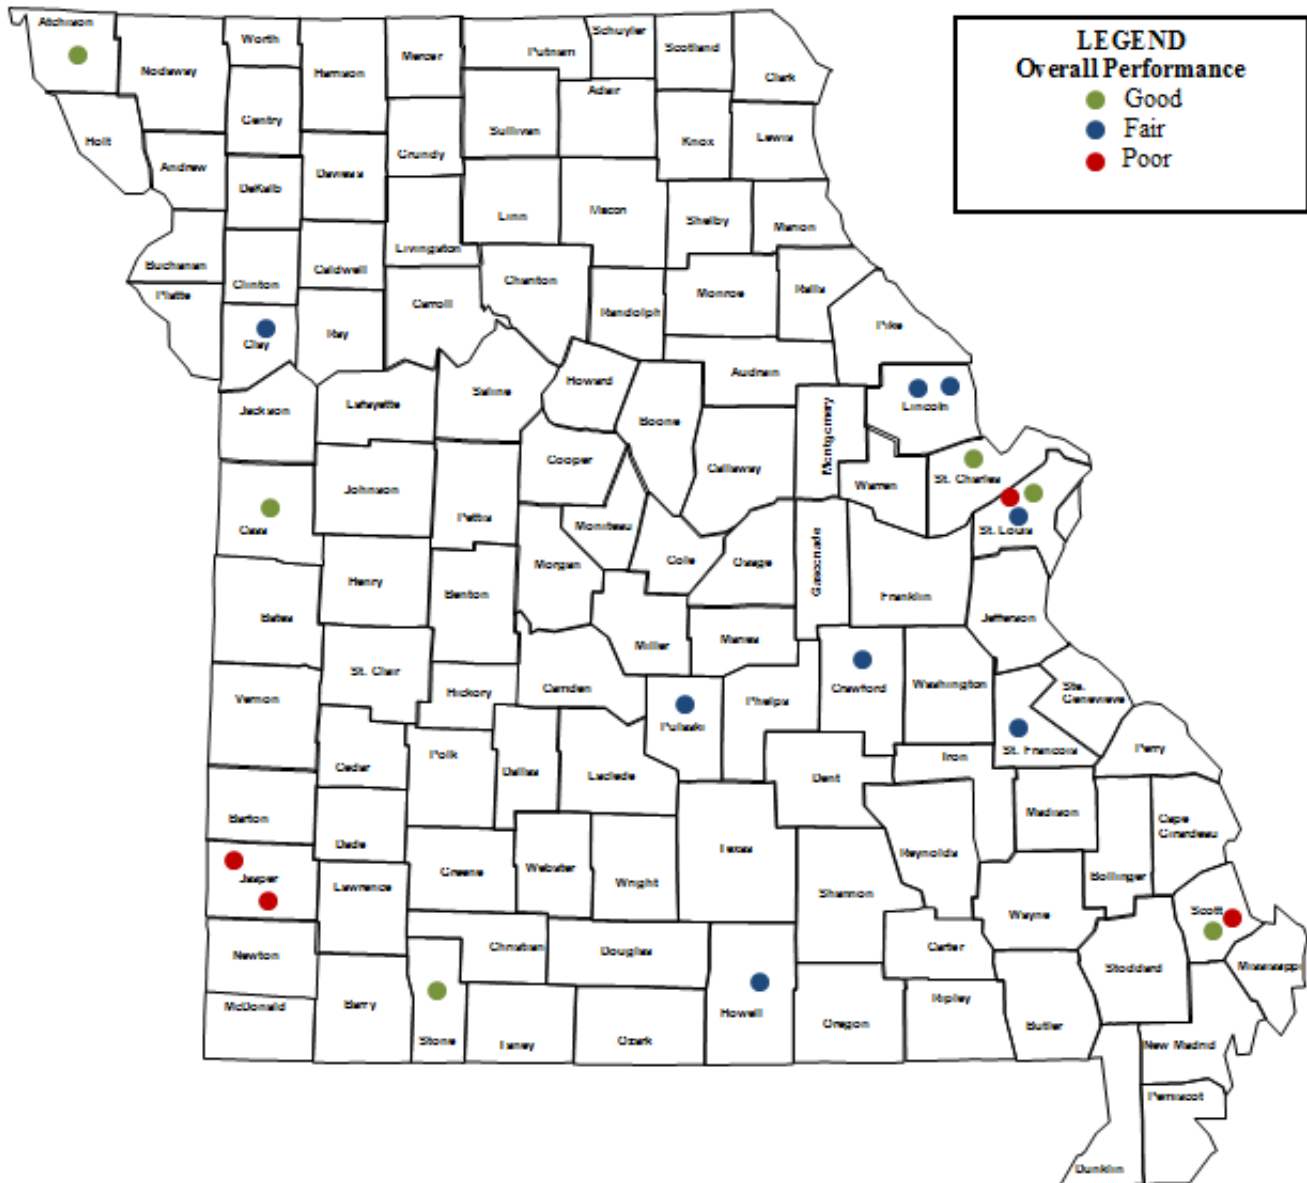 Atchison
Nodaway
Worth
Harrison
Mercer
Putnam
Schuyler
Scotland
Clark
LEGEND
Overall Performance
Good
Fair
Poor
Holt
Andrew
Gentry
DeKalb
Daviess
Grundy
Sullivan
Adair
Knox
Lewis
Buchanan
Platte
Clinton
Caldwell
Livingston
Linn
Macon
Shelby
Marion
Clay
Ray
Carroll
Chariton
Randolph
Monroe
Ralls
Pike
Jackson
Lafayette
Saline
Howard
Boone
Audrain
Montgomery
Lincoln
Cass
Johnson
Pettis
Cooper
Moniteau
Callaway
Warren
St. Charles
St. Louis
Bates
Henry
Benton
Morgan
Cole
Osage
Gasconade
Franklin
Jefferson
Vernon
St. Clair
Hickory
Camden
Miller
Maries
Pulaski
Phelps
Crawford
Washington
Ste.
Genevieve
St. Francois
Perry
Cedar
Polk
Dallas
Laclede
Dent
Iron
Madison
Barton
Dade
Greene
Webster
Wright
Texas
Shannon
Reynolds
Bollinger
Cape
Girardeau
Jasper
Lawrence
Christian
Douglas
Carter
Wayne
Scott
Stoddard
Mississippi
Newton
McDonald
Barry
Stone
Taney
Ozark
Howell
Oregon
Ripley
Butler
New Madrid
Pemiscot
Dunklin